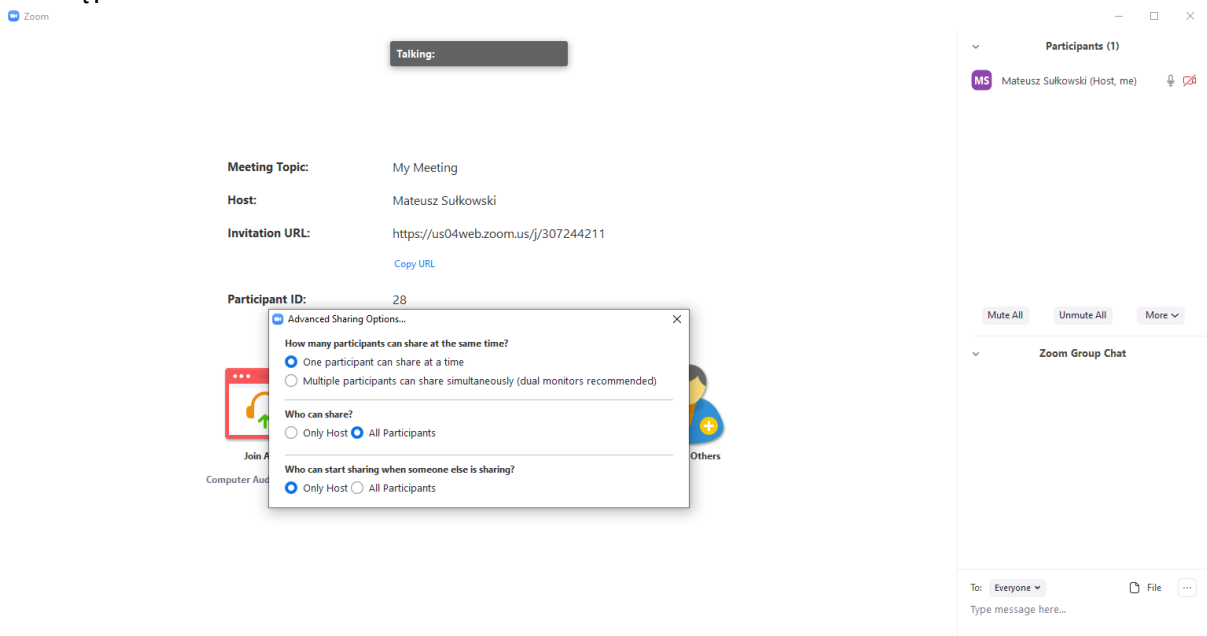 Zoom
Talking:
Meeting Topic: My Meeting
Host: Mateusz Sułkowski
Invitation URL: https://us04web.zoom.us/j/307244211
Copy URL
Participant ID: 28
Advanced Sharing Options...
How many participants can share at the same time?
One participant can share at a time
Multiple participants can share simultaneously (dual monitors recommended)
Who can share?
Only Host All Participants
Who can start sharing when someone else is sharing?
Only Host All Participants
Join A
Computer Aud
Others
Participants (1)
MS Mateusz Sułkowski (Host, me)
Mute All Unmute All More
Zoom Group Chat
To: Everyone File
Type message here...